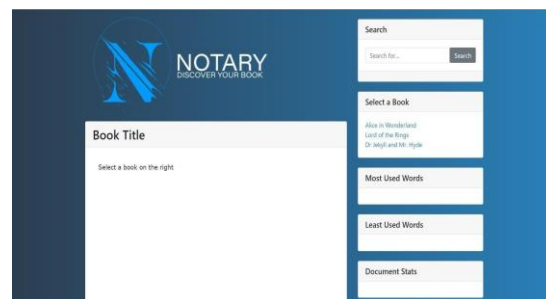 NOTARY
DISCOVER YOUR BOOK
Book Title
Select a book on the right
Search
Search for...
Search
Select a Book
Alice in Wonderland
Lord of the Rings
Dr Jekyll and Mr. Hyde
Most Used Words
Least Used Words
Document Stats